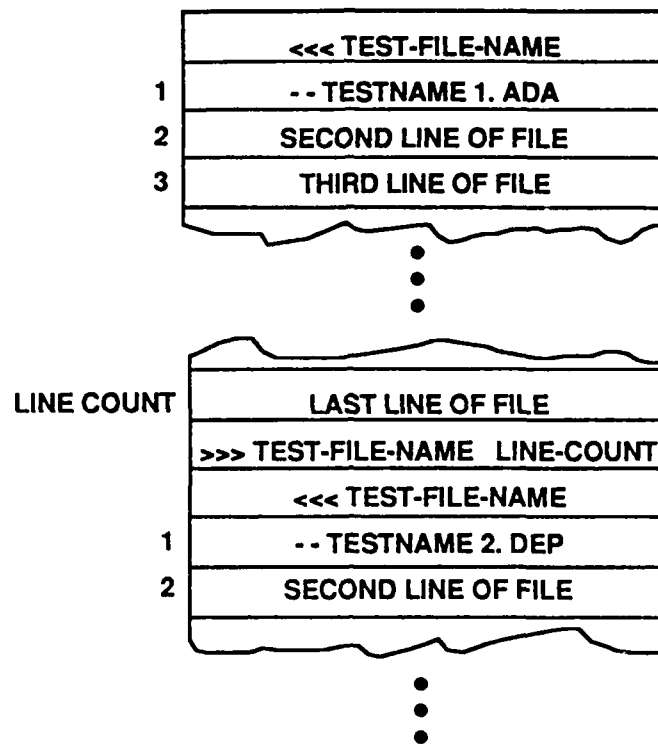 <<< TEST-FILE-NAME
1 - - TESTNAME 1. ADA
2 SECOND LINE OF FILE
3 THIRD LINE OF FILE
LINE COUNT LAST LINE OF FILE
>>> TEST-FILE-NAME LINE-COUNT
<<< TEST-FILE-NAME
1 - - TESTNAME 2. DEP
2 SECOND LINE OF FILE